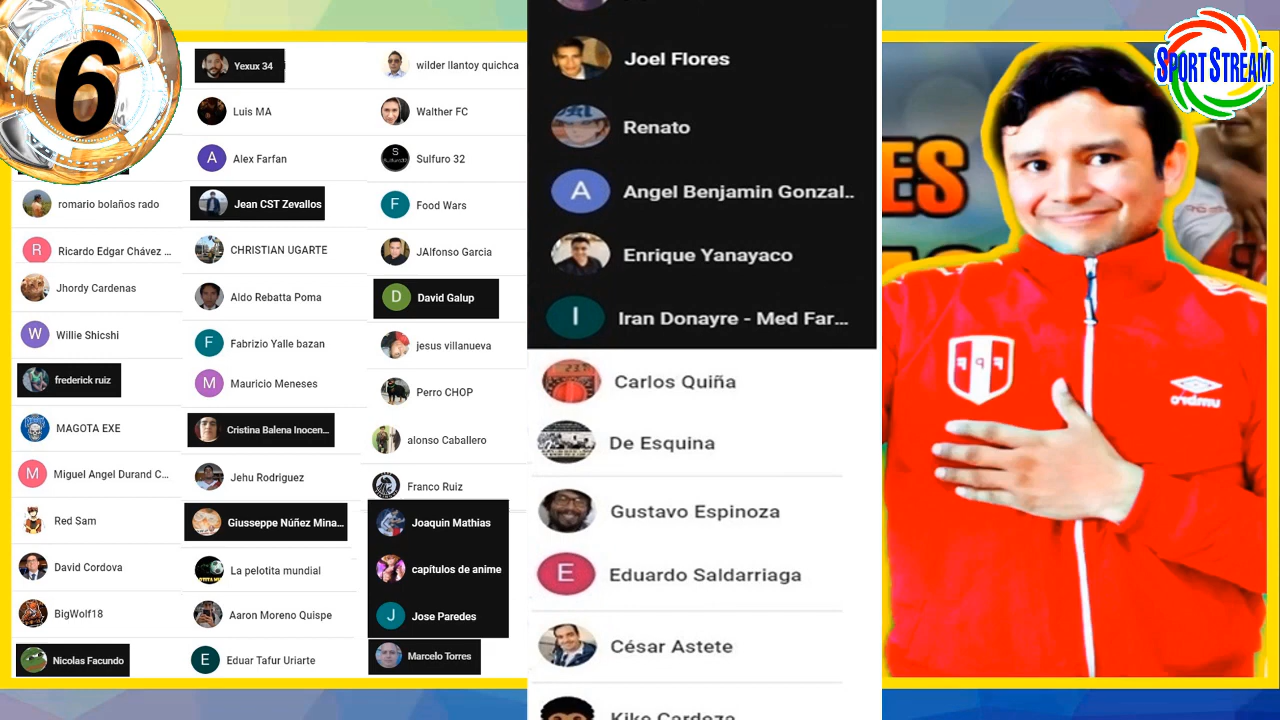 6
romario bolaños rado
Ricardo Edgar Chávez ...
Jhordy Cardenas
Willie Shicshi
frederick ruiz
MAGOTA EXE
M
Miguel Angel Durand C...
Red Sam
David Cordova
BigWolf18
Nicolas Facundo
R
W
Yexux 34
Luis MA
A
Alex Farfan
Jean CST Zevallos
CHRISTIAN UGARTE
Aldo Rebatta Poma
F
Fabrizio Yalle bazan
M
Mauricio Meneses
Cristina Balena Inocen...
Jehu Rodriguez
Giusseppe Núñez Mina...
La pelotita mundial
Aaron Moreno Quispe
E
Eduar Tafur Uriarte
wilder llantoy quichca
Walther FC
S
Sulfuro 32
F
Food Wars
JAlfonso Garcia
D
David Galup
jesus villanueva
Perro CHOP
alonso Caballero
Franco Ruiz
Joaquin Mathias
capítulos de anime
J
Jose Paredes
Marcelo Torres
Joel Flores
Renato
A
Angel Benjamin Gonzal..
Enrique Yanayaco
I
Iran Donayre - Med Far...
Carlos Quiña
De Esquina
Gustavo Espinoza
E
Eduardo Saldarriaga
César Astete
Kike Cardoza
SPORT STREAM
ES
FPF
umbro